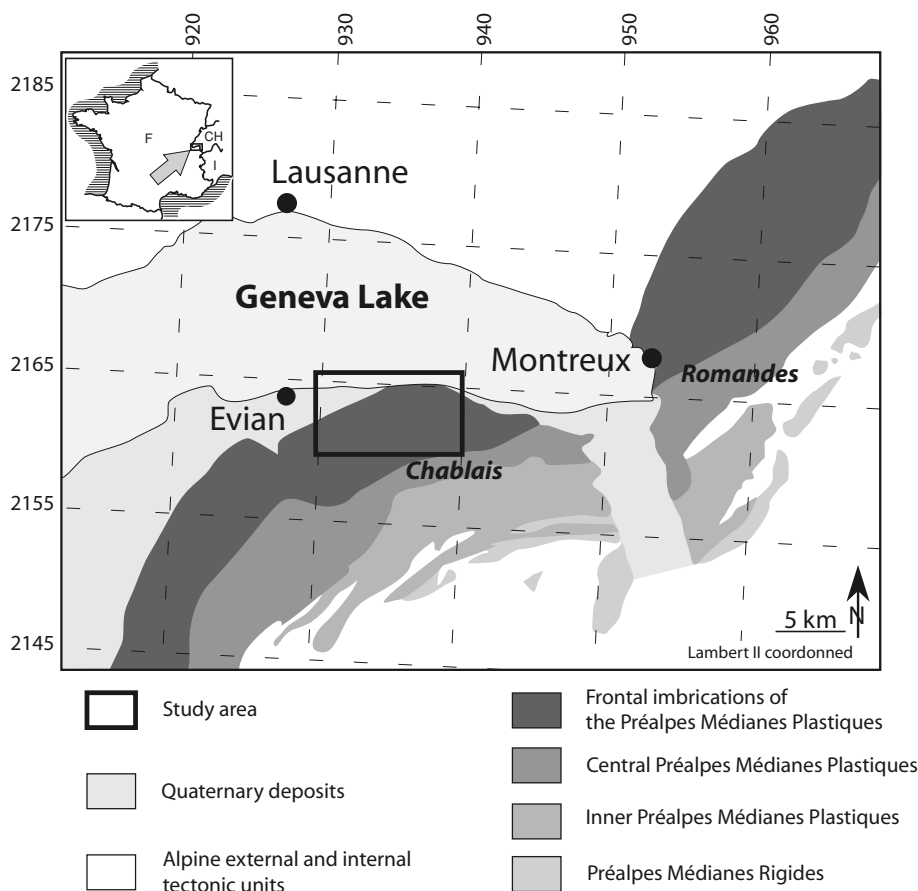 920
930
940
950
960
2185
2175
2165
2155
2145
F
CH
I
Lausanne
Geneva Lake
Montreux
Romandes
Evian
Chablais
5 km
N
Lambert II coordonned
Study area
Quaternary deposits
Alpine external and internal
tectonic units
Frontal imbrications of
the Préalpes Médianes Plastiques
Central Préalpes Médianes Plastiques
Inner Préalpes Médianes Plastiques
Préalpes Médianes Rigides